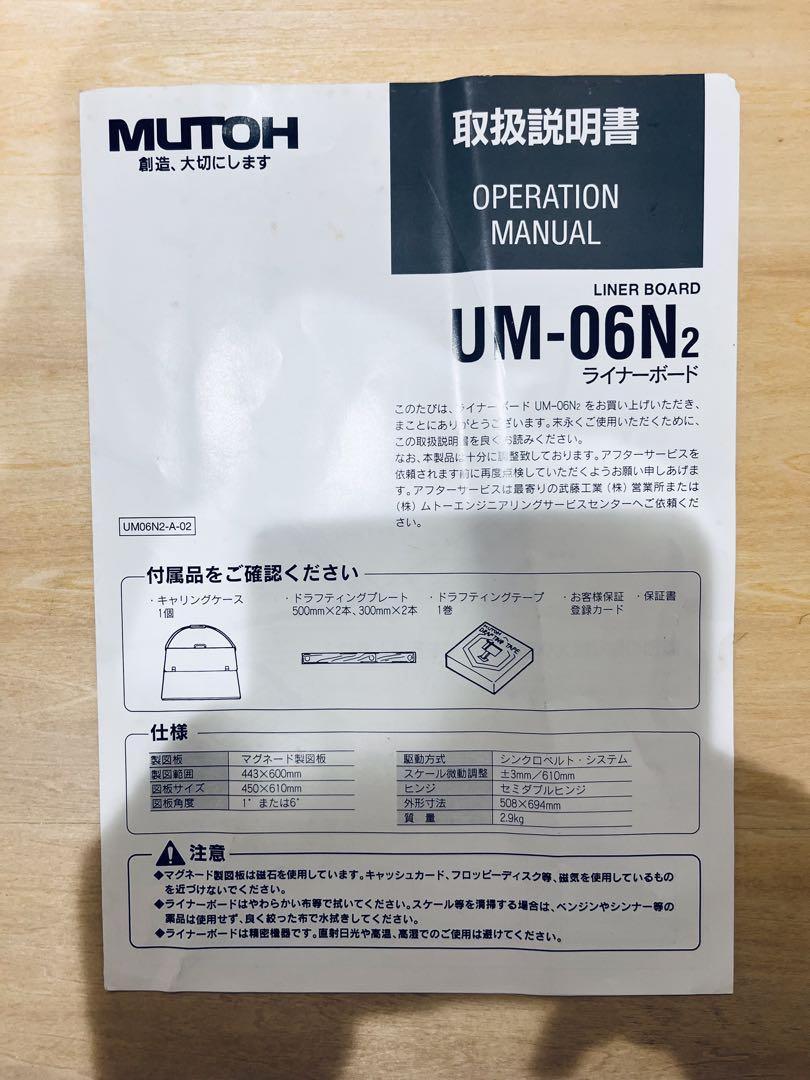 MUTOH
創造、大切にします
取扱説明書
OPERATION
MANUAL
LINER BOARD
UM-06N2
ライナーボード
このたびは、ライナーボード UM-06N2 をお買い上げいただき、
まことにありがとうございます。末永くご使用いただくために、
この取扱説明書を良くお読みください。
なお、本製品は十分に調整致しております。アフターサービスを
依頼されます前に再度点検していただくようお願い申しあげま
す。アフターサービスは最寄りの武藤工業(株)営業所または
(株)ムトーエンジニアリングサービスセンターへご依頼くだ
さい。
UM06N2-A-02
付属品をご確認ください
・キャリングケース
1個
・ドラフティングプレート
500mm×2本、300mm×2本
・ドラフティングテープ
1巻
・お客様保証
登録カード
・保証書
MUTOH
DRAFTING TAPE
仕様
製図板 マグネード製図板
製図範囲 443×600mm
図板サイズ 450×610mm
図板角度 1°または6°
駆動方式 シンクロベルト・システム
スケール微動調整 ±3mm/610mm
ヒンジ セミダブルヒンジ
外形寸法 508×694mm
質量 2.9kg
注意
◆マグネード製図板は磁石を使用しています。キャッシュカード、フロッピーディスク等、磁気を使用しているもの
を近づけないでください。
◆ライナーボードはやわらかい布等で拭いてください。スケール等を清掃する場合は、ベンジンやシンナー等の
薬品は使用せず、良く絞った布で水拭きしてください。
◆ライナーボードは精密機器です。直射日光や高温、高湿でのご使用は避けてください。